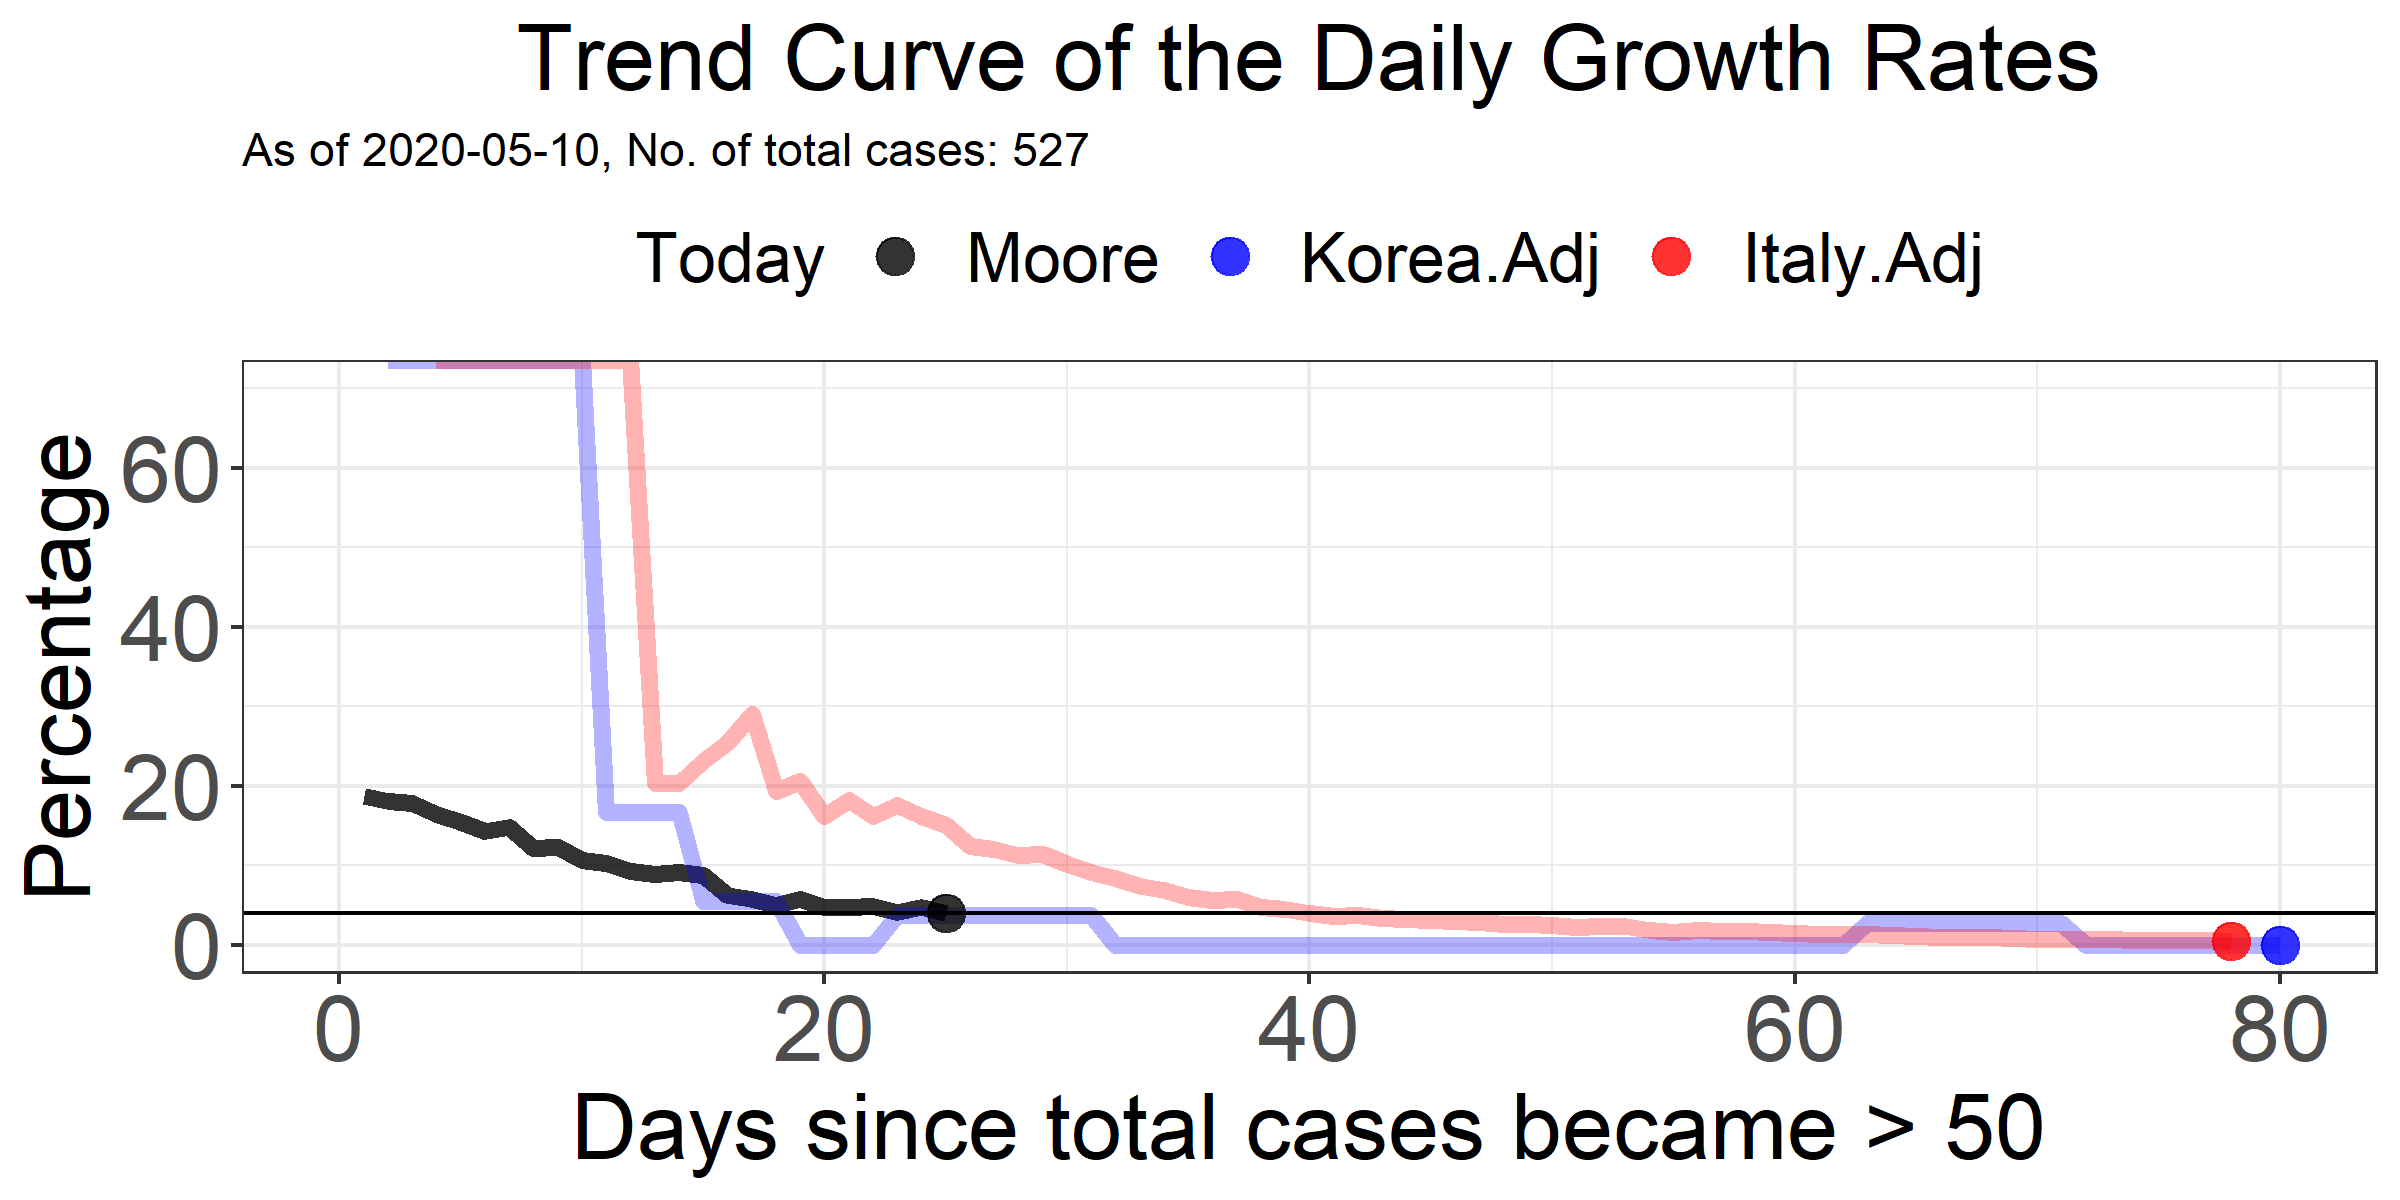 Trend Curve of the Daily Growth Rates
As of 2020-05-10, No. of total cases: 527
Today Moore Korea.Adj Italy.Adj
Percentage
60
40
20
0
0 20 40 60 80
Days since total cases became > 50